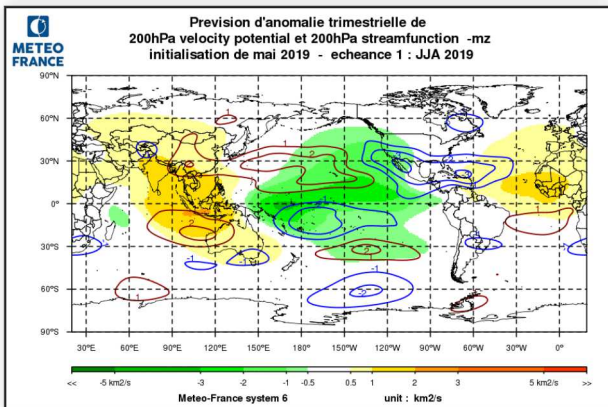 METEO
FRANCE
Prevision d'anomalie trimestrielle de
200hPa velocity potential et 200hPa streamfunction -mz
initialisation de mai 2019 - echeance 1 : JJA 2019
90°N
60°N
30°N
0°
30°S
60°S
90°S
30°E 60°E 90°E 120°E 150°E 180° 150°W 120°W 90°W 60°W 30°W 0°
<< -5 km2/s -3 -2 -1 -0.5 0.5 1 2 3 5 km2/s >>
Meteo-France system 6 unit : km2/s